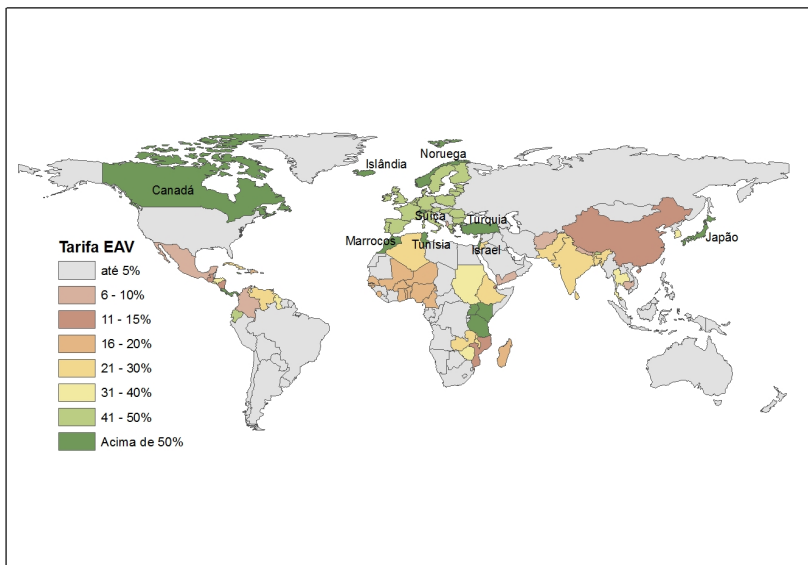 Noruega
Islândia
Canadá
Suíça
Turquia
Marrocos
Tunísia
Israel
Japão
Tarifa EAV
até 5%
6 - 10%
11 - 15%
16 - 20%
21 - 30%
31 - 40%
41 - 50%
Acima de 50%